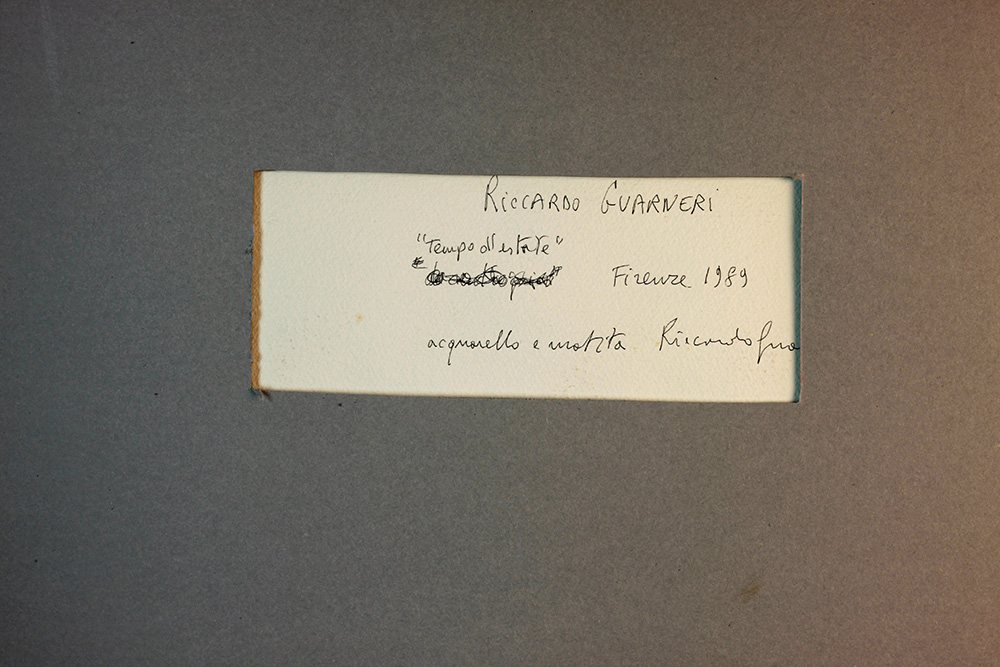 RICCARDO GUARNERI
"Tempo d'estate"
Firenze 1989
acquarello e matita Riccardo Gua